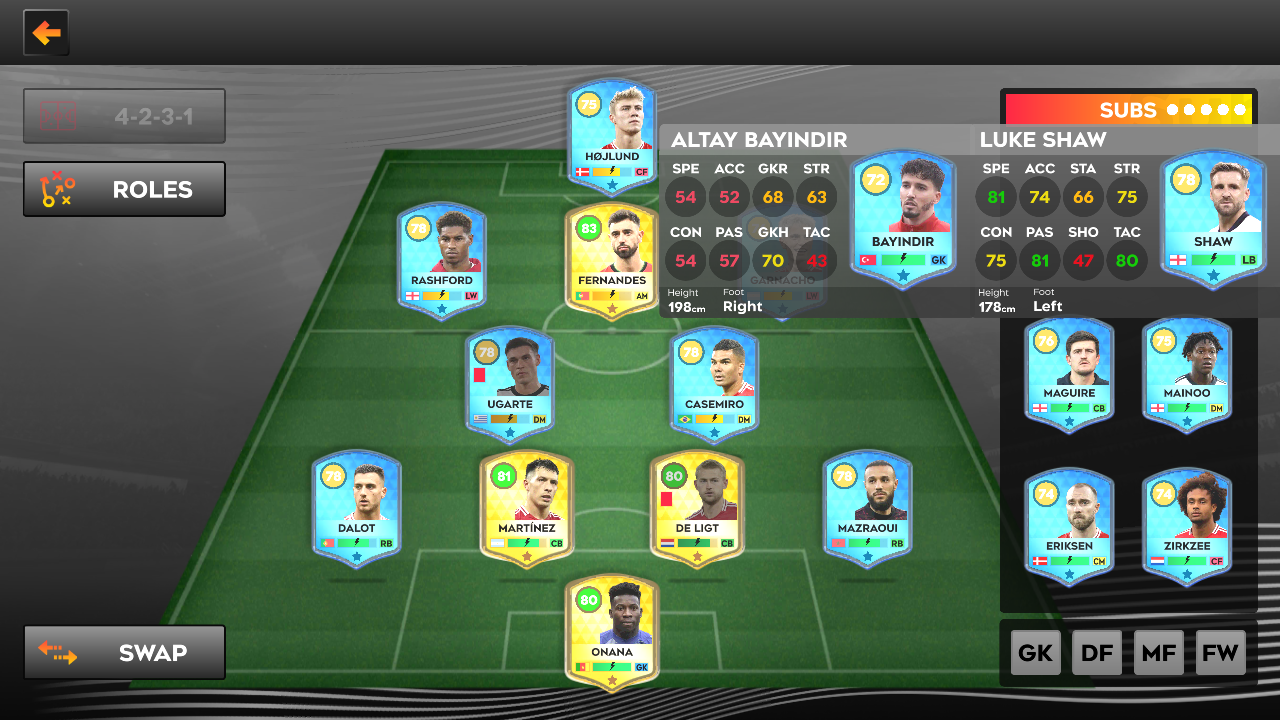 4-2-3-1
ROLES
SWAP
75
HØJLUND
CF
78
RASHFORD
LW
83
FERNANDES
AM
GARNACHO
LW
78
UGARTE
DM
78
CASEMIRO
DM
78
DALOT
RB
81
MARTÍNEZ
CB
80
DE LIGT
CB
78
MAZRAOUI
RB
80
ONANA
GK
SUBS
ALTAY BAYINDIR
SPE ACC GKR STR
54 52 68 63
CON PAS GKH TAC
54 57 70 43
Height Foot
198cm Right
72
BAYINDIR
GK
LUKE SHAW
SPE ACC STA STR
81 74 66 75
CON PAS SHO TAC
75 81 47 80
Height Foot
178cm Left
78
SHAW
LB
76
MAGUIRE
CB
75
MAINOO
DM
74
ERIKSEN
CM
74
ZIRKZEE
CF
GK DF MF FW